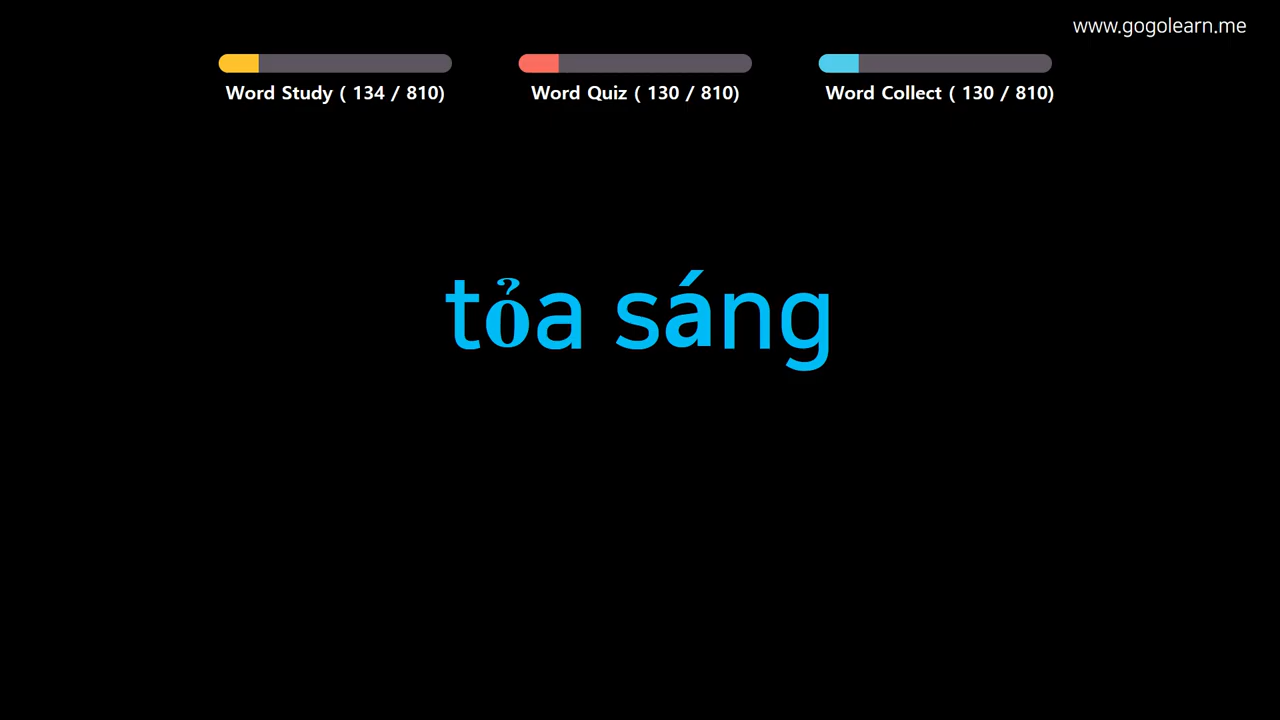 www.gogolearn.me
Word Study ( 134 / 810)
Word Quiz ( 130 / 810)
Word Collect ( 130 / 810)
tỏa sáng